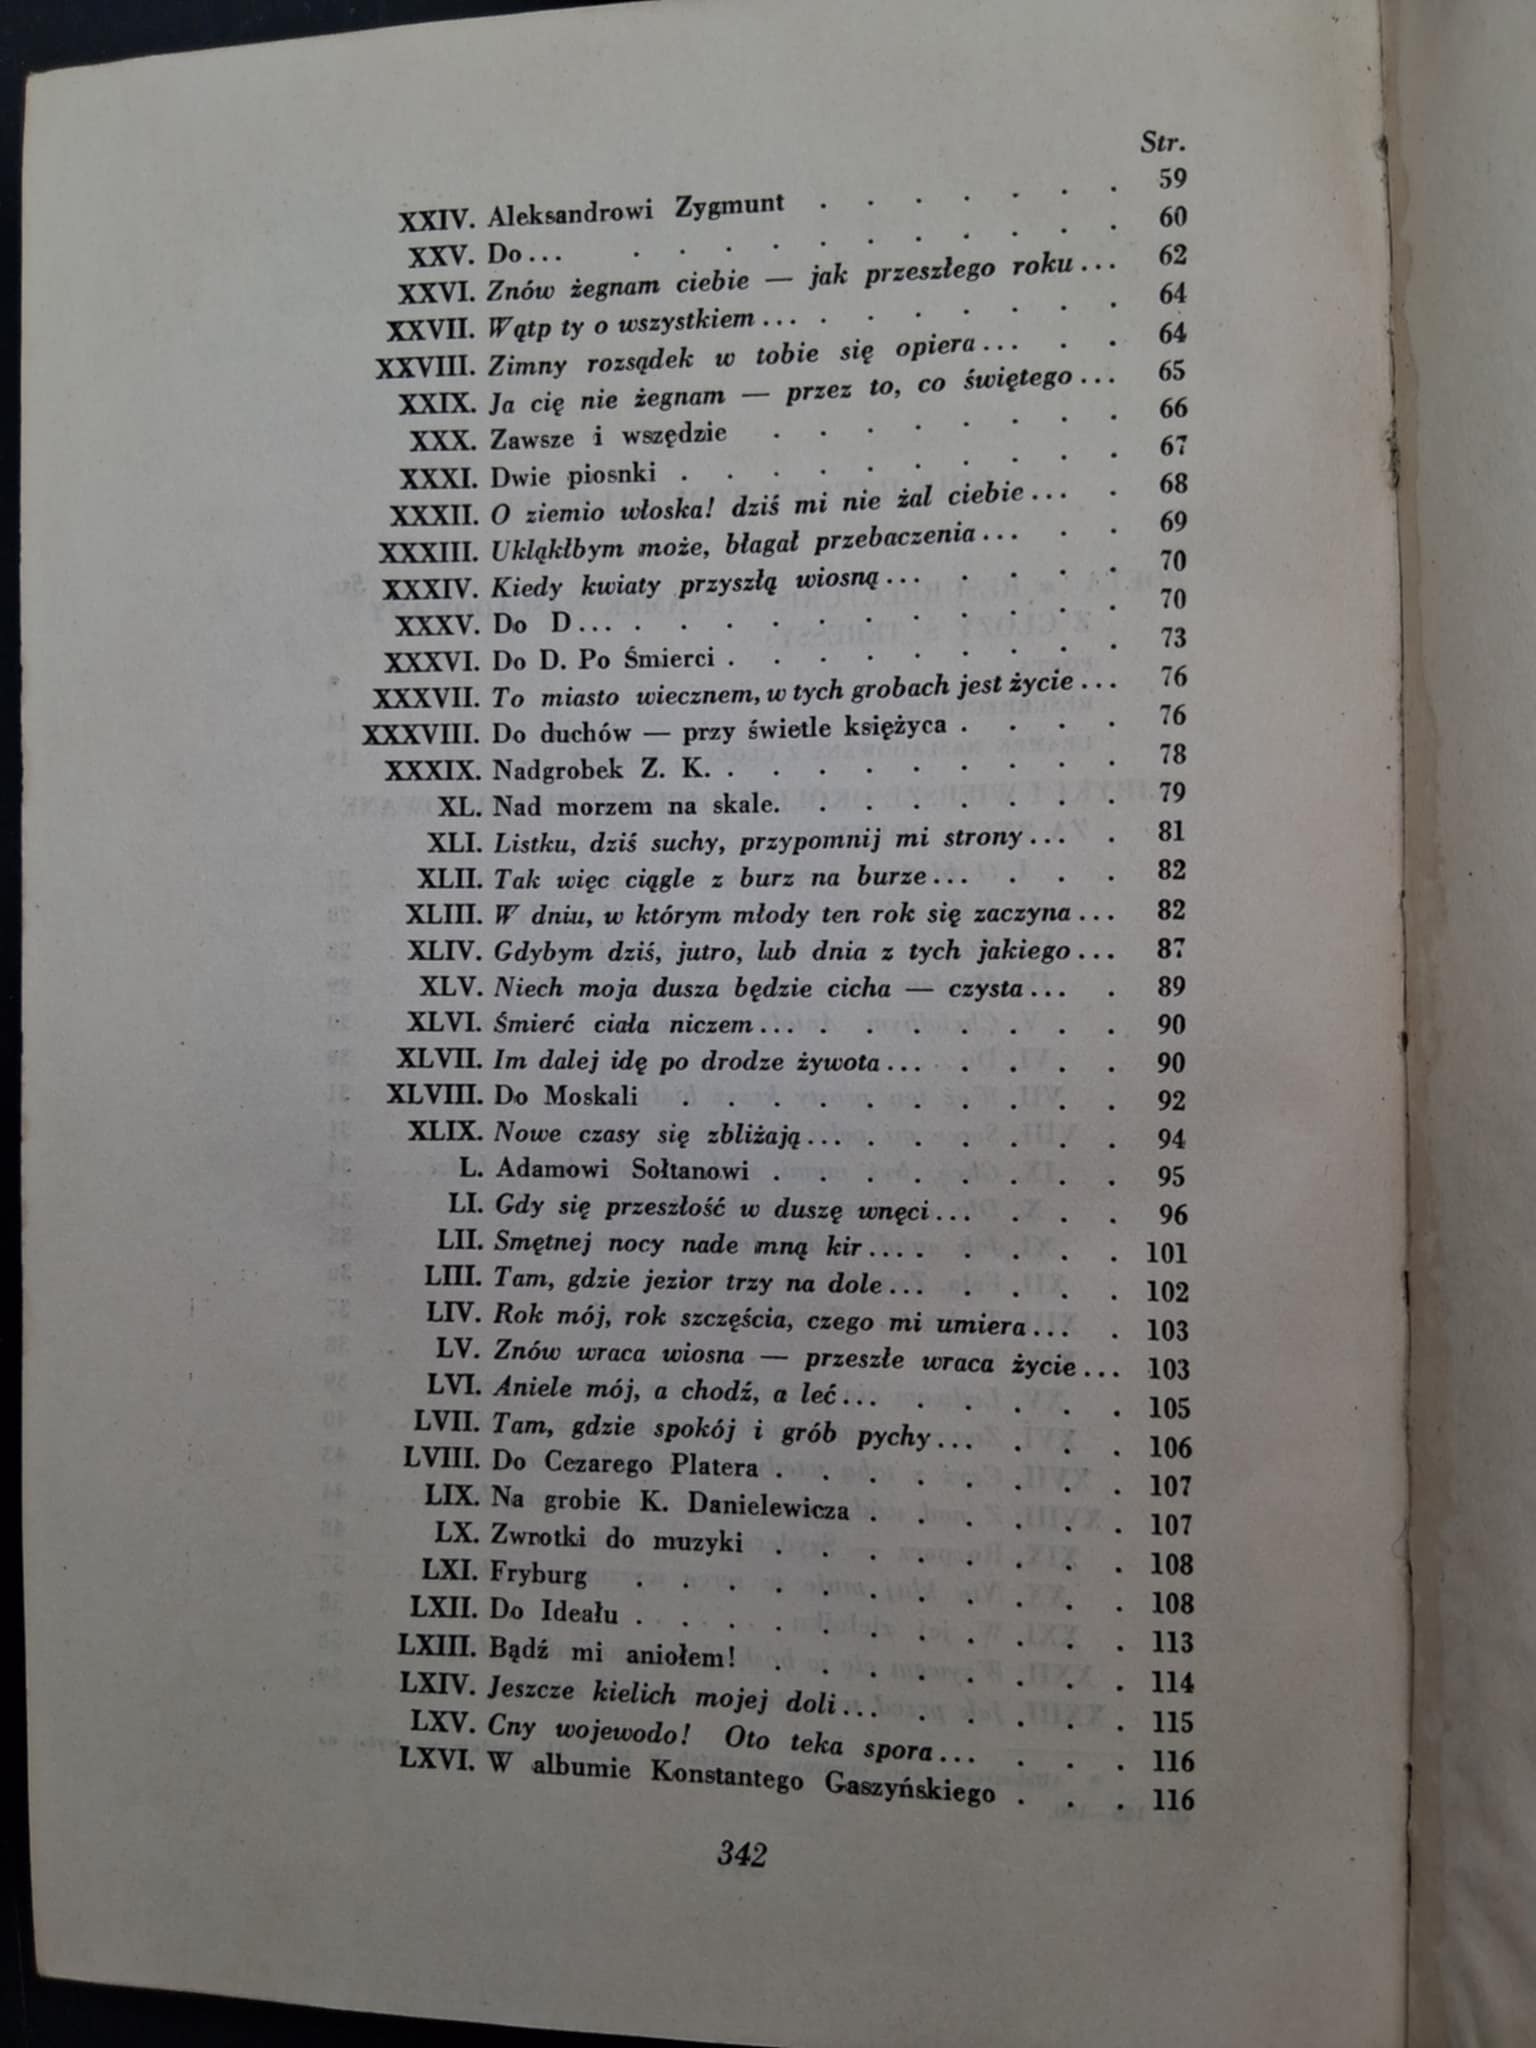 Str.
XXIV. Aleksandrowi Zygmunt . . . . . . . 59
XXV. Do... . . . . . . . . . . . 60
XXVI. Znów żegnam ciebie — jak przeszłego roku... 62
XXVII. Wątp ty o wszystkiem... . . . . . . . 64
XXVIII. Zimny rozsądek w tobie się opiera... . . 64
XXIX. Ja cię nie żegnam — przez to, co świętego... 65
XXX. Zawsze i wszędzie . . . . . . . . 66
XXXI. Dwie piosnki . . . . . . . . . . 67
XXXII. O ziemio włoska! dziś mi nie żal ciebie... . 68
XXXIII. Ukląkłbym może, błagał przebaczenia... . . 69
XXXIV. Kiedy kwiaty przyszłą wiosną... . . . . 70
XXXV. Do D... . . . . . . . . . . . 70
XXXVI. Do D. Po Śmierci . . . . . . . . . 73
XXXVII. To miasto wiecznem, w tych grobach jest życie... 76
XXXVIII. Do duchów — przy świetle księżyca . . . . 76
XXXIX. Nadgrobek Z. K. . . . . . . . . . 78
XL. Nad morzem na skale. . . . . . . . 79
XLI. Listku, dziś suchy, przypomnij mi strony... . 81
XLII. Tak więc ciągle z burz na burze... . . . 82
XLIII. W dniu, w którym młody ten rok się zaczyna... 82
XLIV. Gdybym dziś, jutro, lub dnia z tych jakiego... 87
XLV. Niech moja dusza będzie cicha — czysta... . 89
XLVI. Śmierć ciała niczem... . . . . . . . 90
XLVII. Im dalej idę po drodze żywota... . . . . 90
XLVIII. Do Moskali . . . . . . . . . . 92
XLIX. Nowe czasy się zbliżają... . . . . . . 94
L. Adamowi Sołtanowi . . . . . . . . 95
LI. Gdy się przeszłość w duszę wnęci... . . . 96
LII. Smętnej nocy nade mną kir... . . . . . 101
LIII. Tam, gdzie jezior trzy na dole... . . . . 102
LIV. Rok mój, rok szczęścia, czego mi umiera... . 103
LV. Znów wraca wiosna — przeszłe wraca życie... 103
LVI. Aniele mój, a chodź, a leć... . . . . . 105
LVII. Tam, gdzie spokój i grób pychy... . . . 106
LVIII. Do Cezarego Platera . . . . . . . . 107
LIX. Na grobie K. Danielewicza . . . . . . 107
LX. Zwrotki do muzyki . . . . . . . . 108
LXI. Fryburg . . . . . . . . . . . 108
LXII. Do Ideału . . . . . . . . . . . 113
LXIII. Bądź mi aniołem! . . . . . . . . 114
LXIV. Jeszcze kielich mojej doli... . . . . . 115
LXV. Cny wojewodo! Oto teka spora... . . . 116
LXVI. W albumie Konstantego Gaszyńskiego . . . 116
342